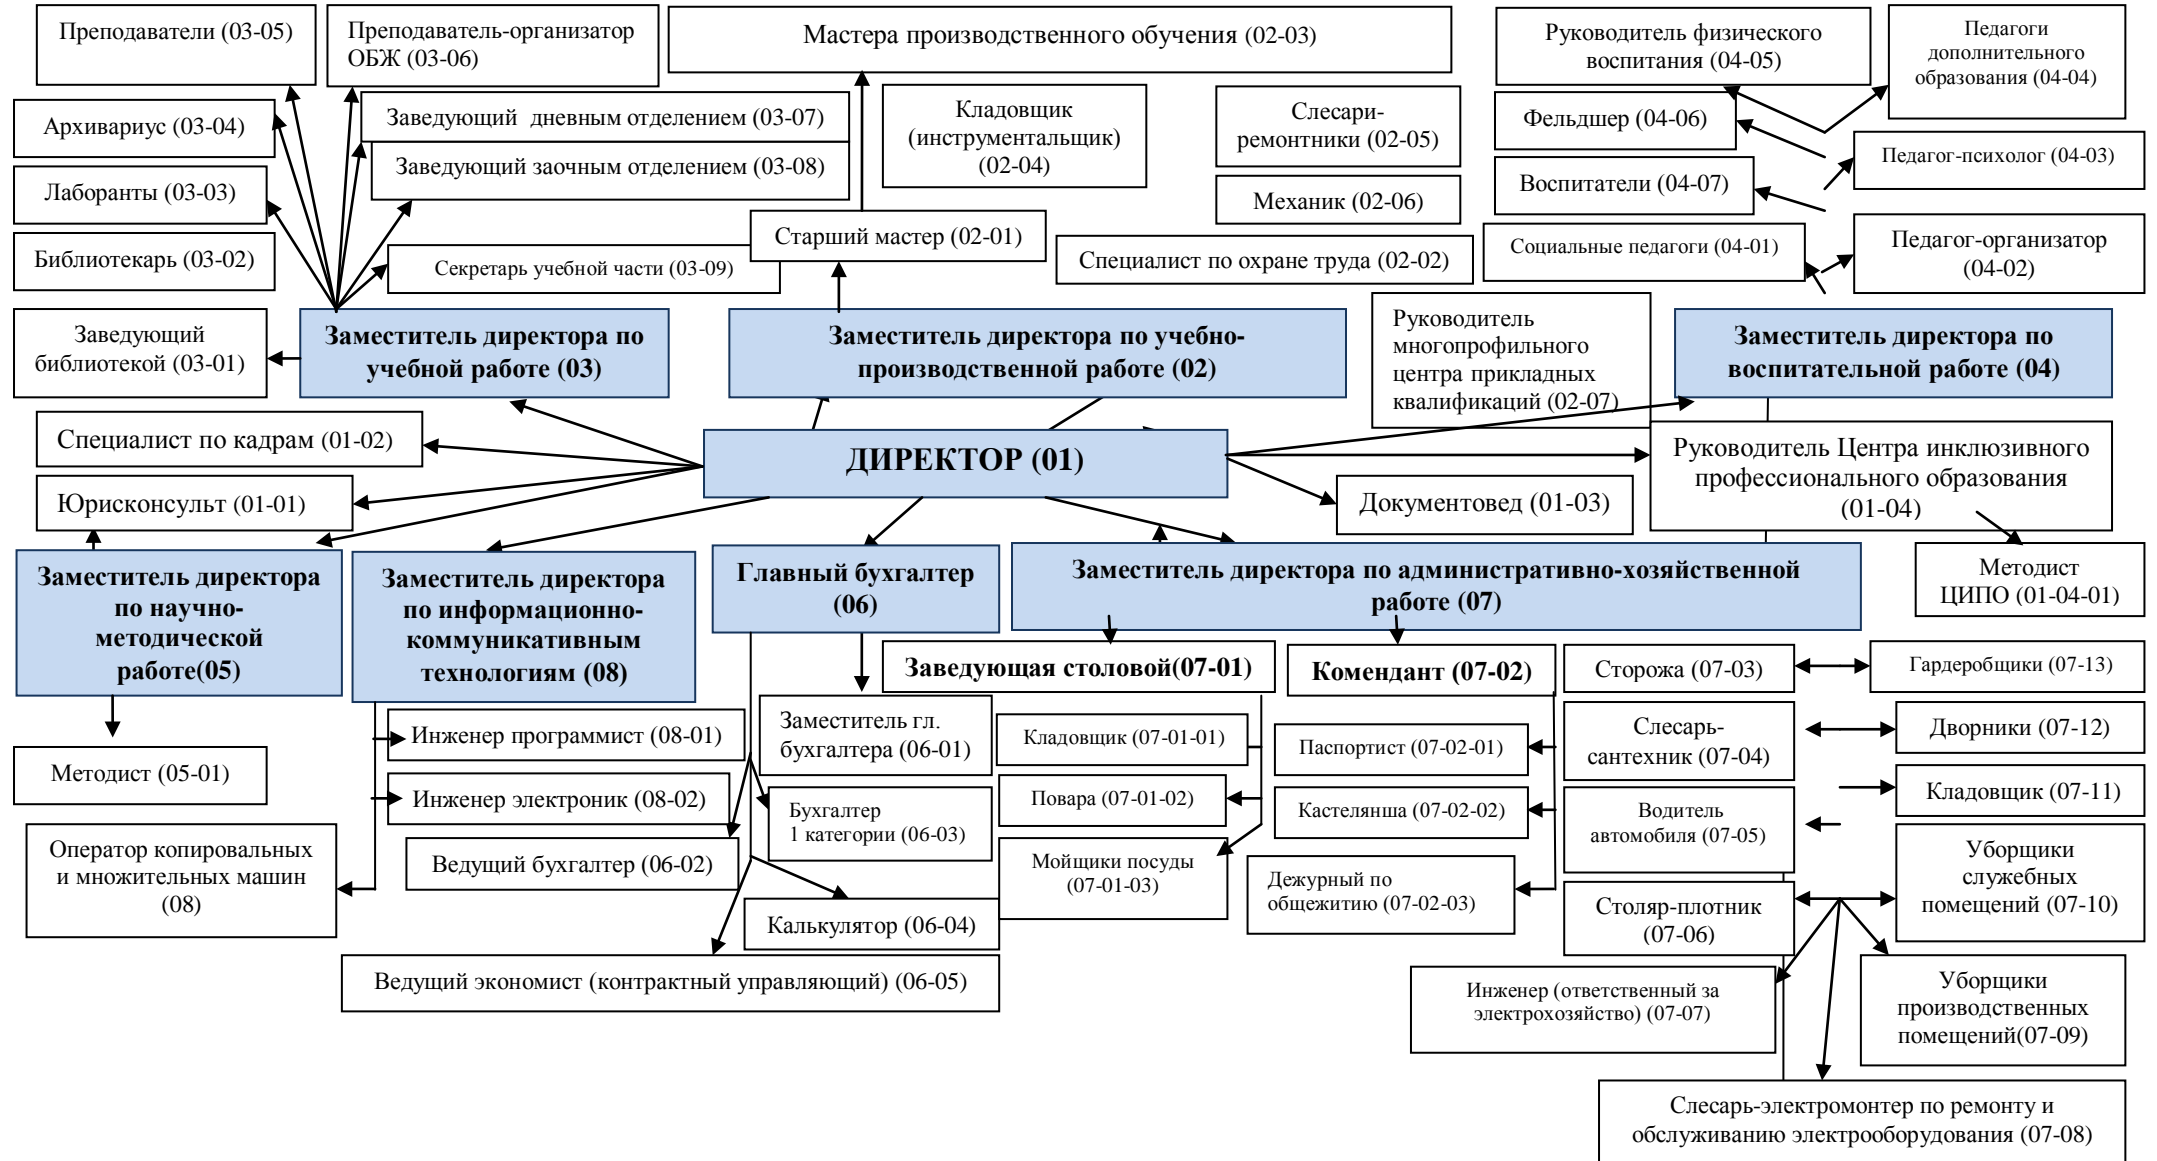 Преподаватели (03-05)
Преподаватель-организатор
ОБЖ (03-06)
Мастера производственного обучения (02-03)
Руководитель физического
воспитания (04-05)
Педагоги
дополнительного
образования (04-04)
Архивариус (03-04)
Заведующий дневным отделением (03-07)
Заведующий заочным отделением (03-08)
Кладовщик
(инструментальщик)
(02-04)
Слесари-
ремонтники (02-05)
Фельдшер (04-06)
Педагог-психолог (04-03)
Лаборанты (03-03)
Механик (02-06)
Воспитатели (04-07)
Библиотекарь (03-02)
Секретарь учебной части (03-09)
Старший мастер (02-01)
Специалист по охране труда (02-02)
Социальные педагоги (04-01)
Педагог-организатор
(04-02)
Заведующий
библиотекой (03-01)
Заместитель директора по
учебной работе (03)
Заместитель директора по учебно-
производственной работе (02)
Руководитель
многопрофильного
центра прикладных
квалификаций (02-07)
Заместитель директора по
воспитательной работе (04)
Специалист по кадрам (01-02)
ДИРЕКТОР (01)
Руководитель Центра инклюзивного
профессионального образования
(01-04)
Юрисконсульт (01-01)
Документовед (01-03)
Заместитель директора
по научно-
методической
работе(05)
Заместитель директора
по информационно-
коммуникативным
технологиям (08)
Главный бухгалтер
(06)
Заместитель директора по административно-хозяйственной
работе (07)
Методист
ЦИПО (01-04-01)
Заведующая столовой(07-01)
Комендант (07-02)
Сторожа (07-03)
Гардеробщики (07-13)
Методист (05-01)
Инженер программист (08-01)
Заместитель гл.
бухгалтера (06-01)
Кладовщик (07-01-01)
Паспортист (07-02-01)
Слесарь-
сантехник (07-04)
Дворники (07-12)
Инженер электроник (08-02)
Бухгалтер
1 категории (06-03)
Повара (07-01-02)
Кастелянша (07-02-02)
Водитель
автомобиля (07-05)
Кладовщик (07-11)
Оператор копировальных
и множительных машин
(08)
Ведущий бухгалтер (06-02)
Мойщики посуды
(07-01-03)
Дежурный по
общежитию (07-02-03)
Столяр-плотник
(07-06)
Уборщики
служебных
помещений (07-10)
Калькулятор (06-04)
Ведущий экономист (контрактный управляющий) (06-05)
Инженер (ответственный за
электрохозяйство) (07-07)
Уборщики
производственных
помещений(07-09)
Слесарь-электромонтер по ремонту и
обслуживанию электрооборудования (07-08)